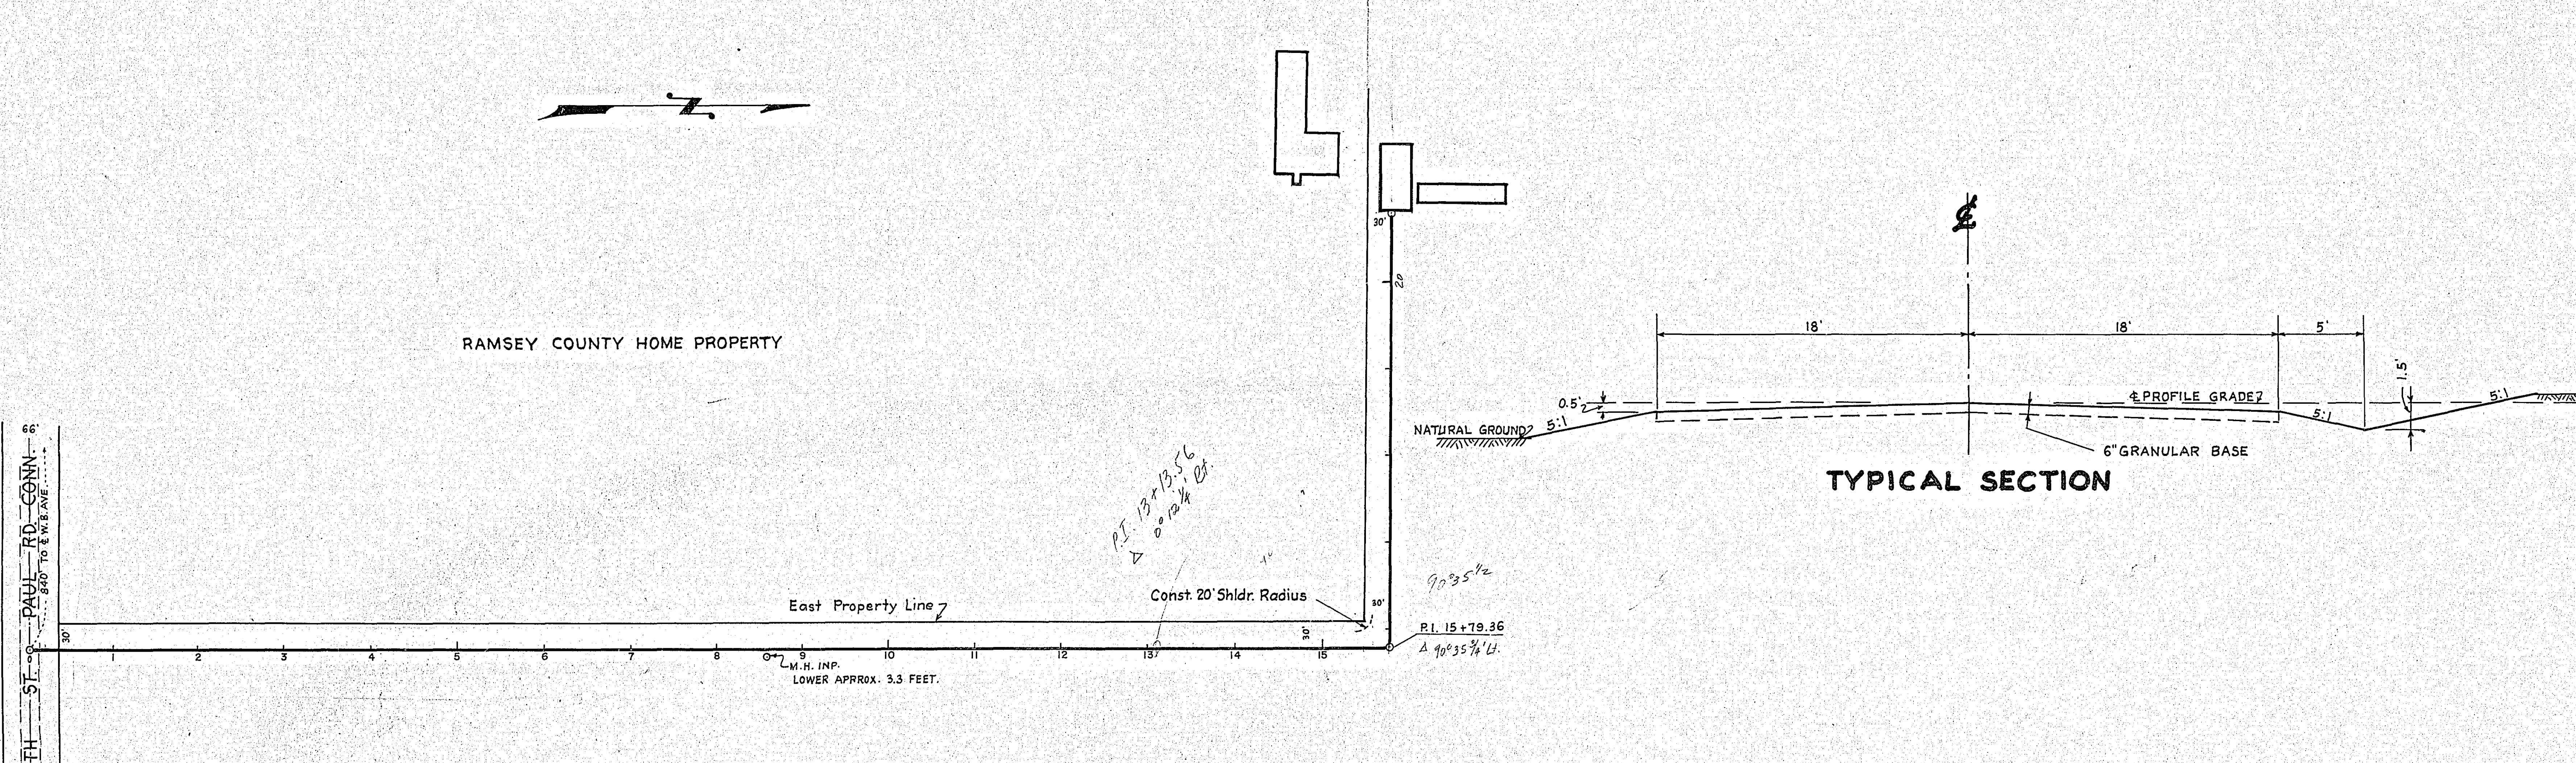 N
RAMSEY COUNTY HOME PROPERTY
66'
TH ST. PAUL RD. CONN.
840' TO ℄ W.B. AVE.
30'
East Property Line
Const. 20' Shldr. Radius
P.I. 13+13.56
Δ 0°12¼' Rt.
30'
30'
30'
20
90°35½
P.I. 15+79.36
Δ 90°35¾' Lt.
0 1 2 3 4 5 6 7 8 9 10 11 12 13 14 15
M.H. INP.
LOWER APPROX. 3.3 FEET.
℄
18' 18' 5'
1.5'
0.5'
℄ PROFILE GRADE
5:1
5:1
5:1
NATURAL GROUND
6" GRANULAR BASE
TYPICAL SECTION